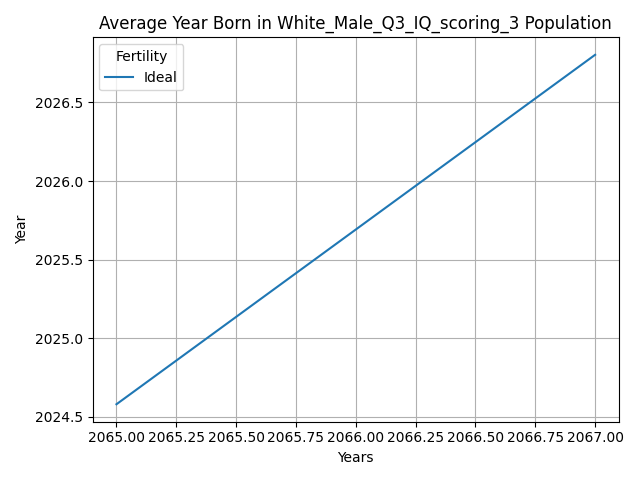 Average Year Born in White_Male_Q3_IQ_scoring_3 Population
Fertility
Ideal
2026.5
2026.0
2025.5
2025.0
2024.5
Year
2065.00 2065.25 2065.50 2065.75 2066.00 2066.25 2066.50 2066.75 2067.00
Years